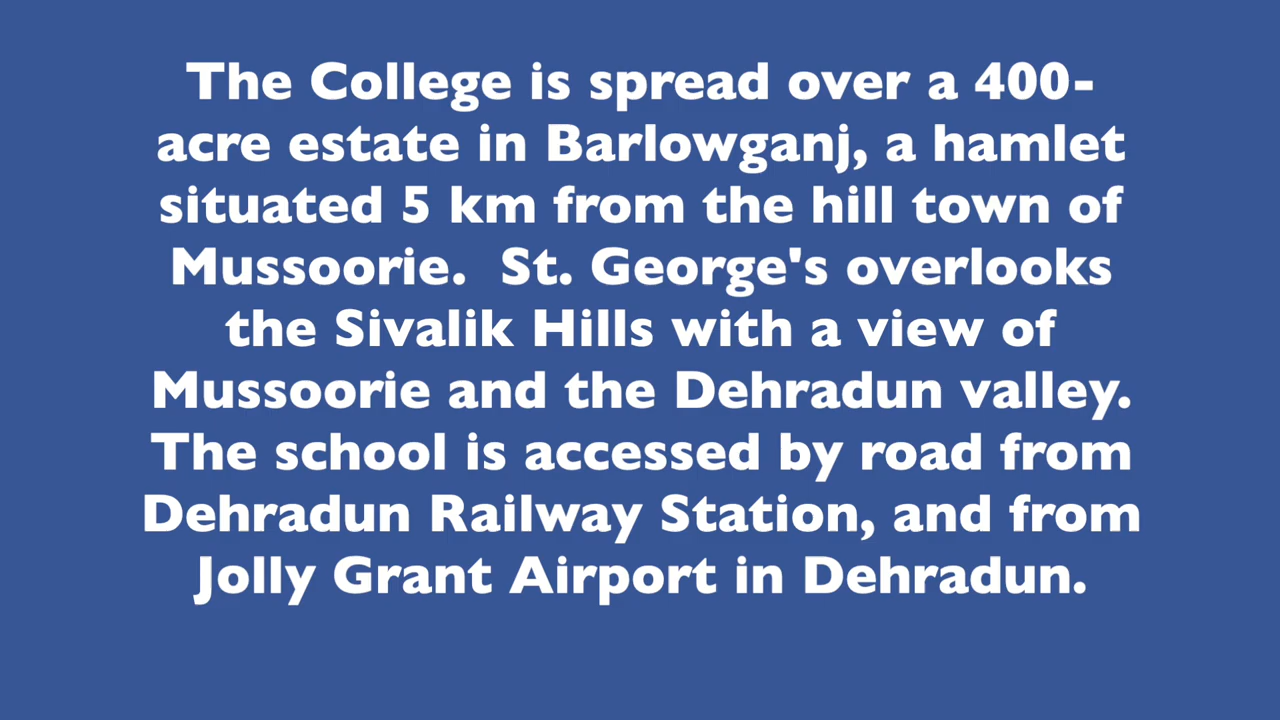 The College is spread over a 400-
acre estate in Barlowganj, a hamlet
situated 5 km from the hill town of
Mussoorie.  St. George's overlooks
the Sivalik Hills with a view of
Mussoorie and the Dehradun valley.
The school is accessed by road from
Dehradun Railway Station, and from
Jolly Grant Airport in Dehradun.